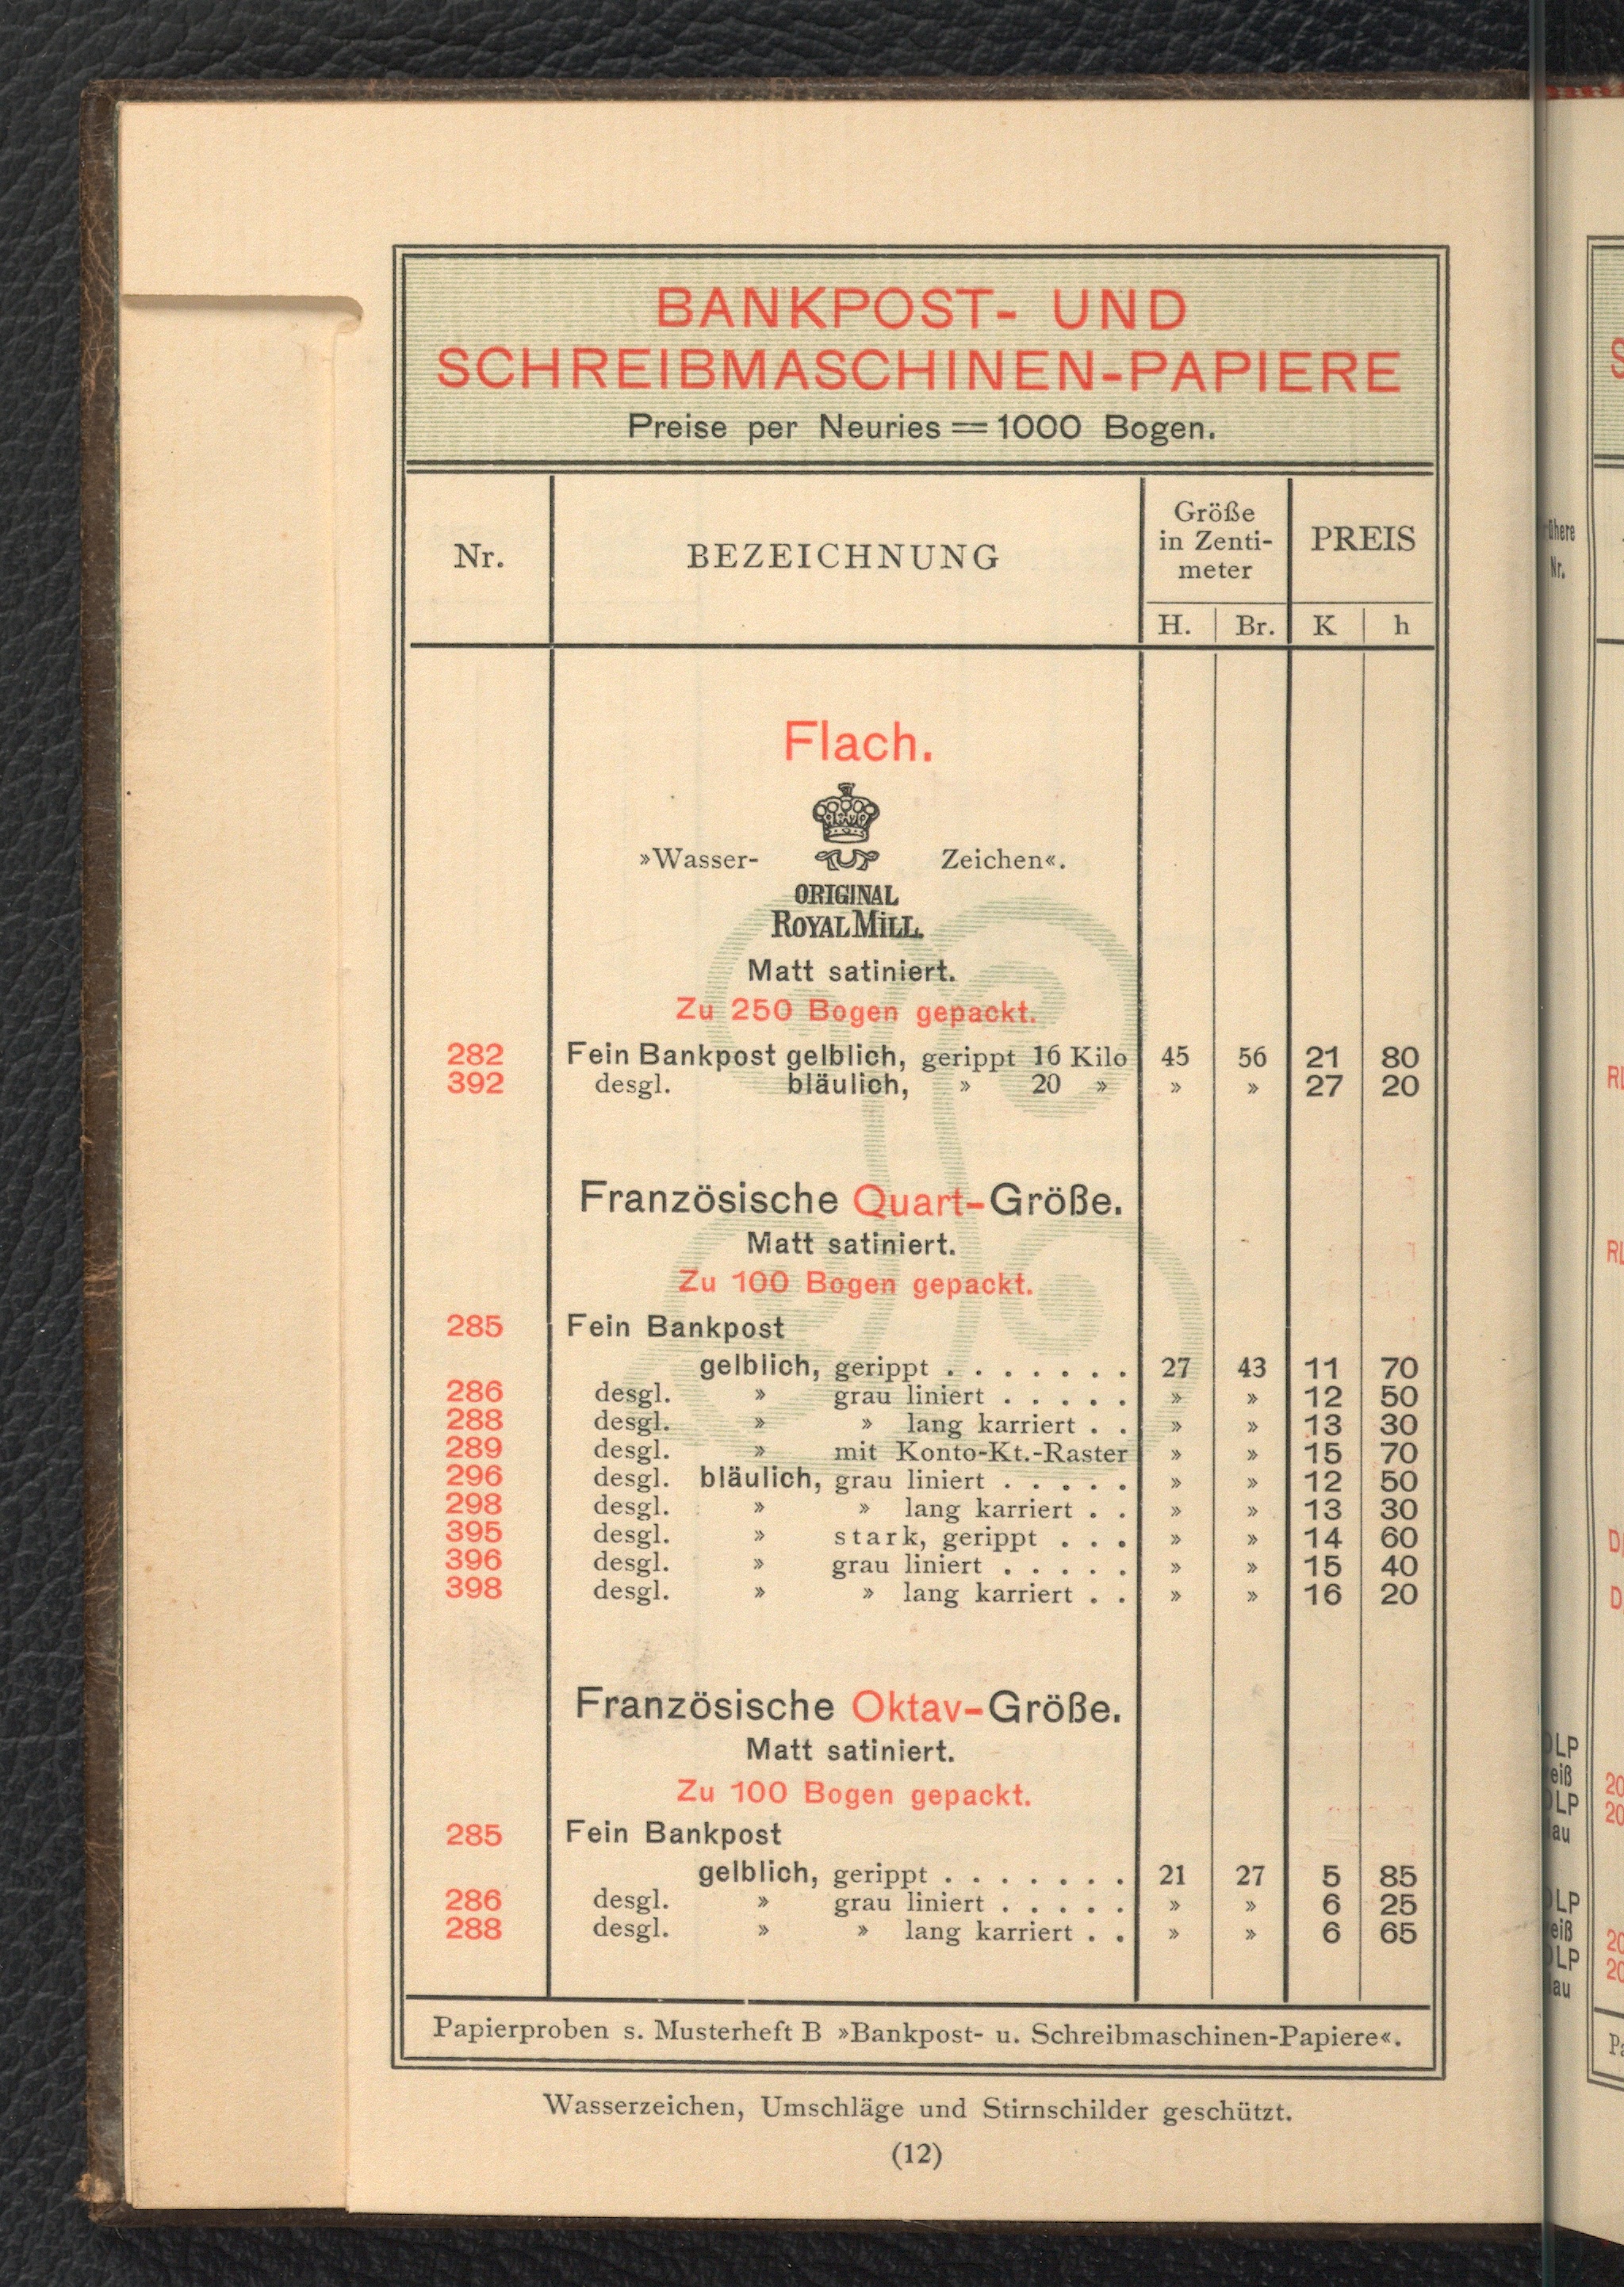 BANKPOST- UND
SCHREIBMASCHINEN-PAPIERE
Preise per Neuries = 1000 Bogen.
Nr. BEZEICHNUNG Größe in Zenti- meter PREIS
H. Br. K h
Flach.
»Wasser- Zeichen«.
ORIGINAL
ROYAL MILL.
Matt satiniert.
Zu 250 Bogen gepackt.
282 Fein Bankpost gelblich, gerippt 16 Kilo 45 56 21 80
392 desgl. bläulich, » 20 » » » 27 20
Französische Quart-Größe.
Matt satiniert.
Zu 100 Bogen gepackt.
285 Fein Bankpost
gelblich, gerippt . . . . . . . 27 43 11 70
286 desgl. » grau liniert . . . . . » » 12 50
288 desgl. » » lang karriert . . » » 13 30
289 desgl. » mit Konto-Kt.-Raster » » 15 70
296 desgl. bläulich, grau liniert . . . . . » » 12 50
298 desgl. » » lang karriert . . » » 13 30
395 desgl. » stark, gerippt . . . » » 14 60
396 desgl. » grau liniert . . . . . » » 15 40
398 desgl. » » lang karriert . . » » 16 20
Französische Oktav-Größe.
Matt satiniert.
Zu 100 Bogen gepackt.
285 Fein Bankpost
gelblich, gerippt . . . . . . . 21 27 5 85
286 desgl. » grau liniert . . . . . » » 6 25
288 desgl. » » lang karriert . . » » 6 65
Papierproben s. Musterheft B »Bankpost- u. Schreibmaschinen-Papiere«.
Wasserzeichen, Umschläge und Stirnschilder geschützt.
(12)
Nr.